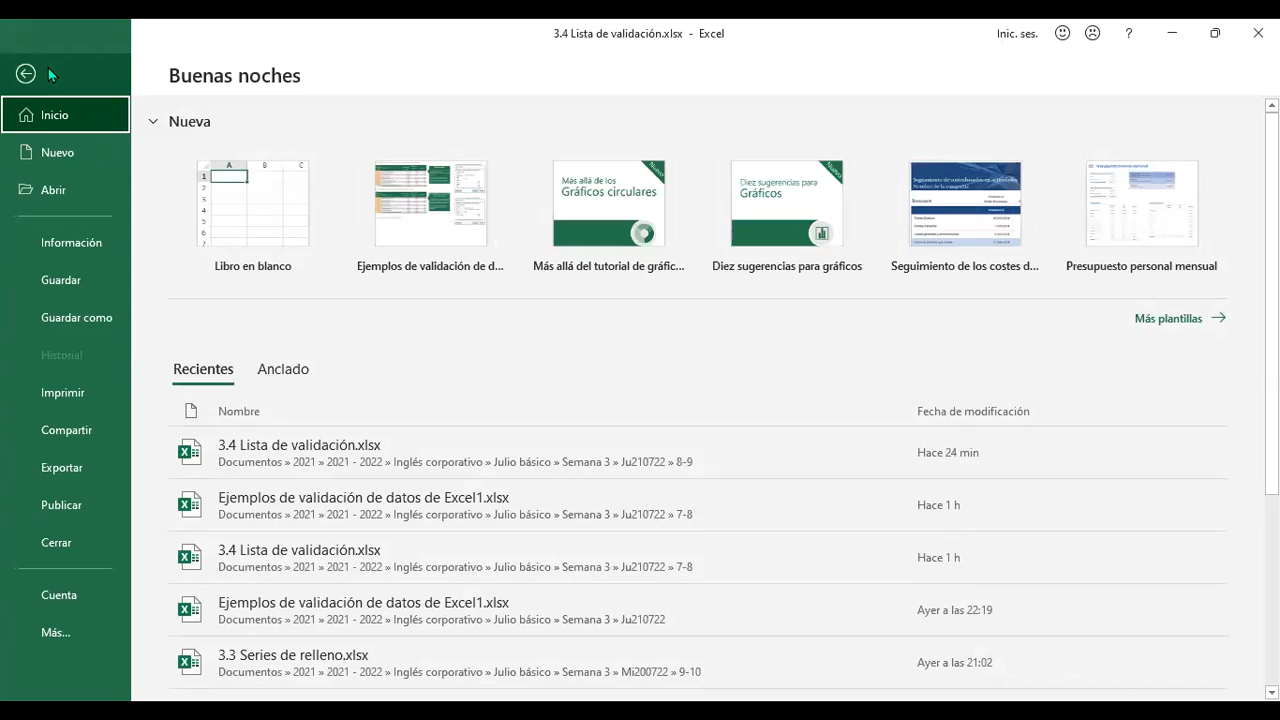 3.4 Lista de validación.xlsx - Excel
Inic. ses.
?
Buenas noches
Inicio
Nuevo
Abrir
Información
Guardar
Guardar como
Historial
Imprimir
Compartir
Exportar
Publicar
Cerrar
Cuenta
Más...
Nueva
A B C
1
2
3
4
5
6
7
Nuevo
Más allá de los
Gráficos circulares
Nuevo
Diez sugerencias para
Gráficos
Libro en blanco
Ejemplos de validación de d...
Más allá del tutorial de gráfic...
Diez sugerencias para gráficos
Seguimiento de los costes d...
Presupuesto personal mensual
Más plantillas
Recientes
Anclado
Nombre
Fecha de modificación
3.4 Lista de validación.xlsx
Documentos » 2021 » 2021 - 2022 » Inglés corporativo » Julio básico » Semana 3 » Ju210722 » 8-9
Hace 24 min
Ejemplos de validación de datos de Excel1.xlsx
Documentos » 2021 » 2021 - 2022 » Inglés corporativo » Julio básico » Semana 3 » Ju210722 » 7-8
Hace 1 h
3.4 Lista de validación.xlsx
Documentos » 2021 » 2021 - 2022 » Inglés corporativo » Julio básico » Semana 3 » Ju210722 » 7-8
Hace 1 h
Ejemplos de validación de datos de Excel1.xlsx
Documentos » 2021 » 2021 - 2022 » Inglés corporativo » Julio básico » Semana 3 » Ju210722
Ayer a las 22:19
3.3 Series de relleno.xlsx
Documentos » 2021 » 2021 - 2022 » Inglés corporativo » Julio básico » Semana 3 » Mi200722 » 9-10
Ayer a las 21:02